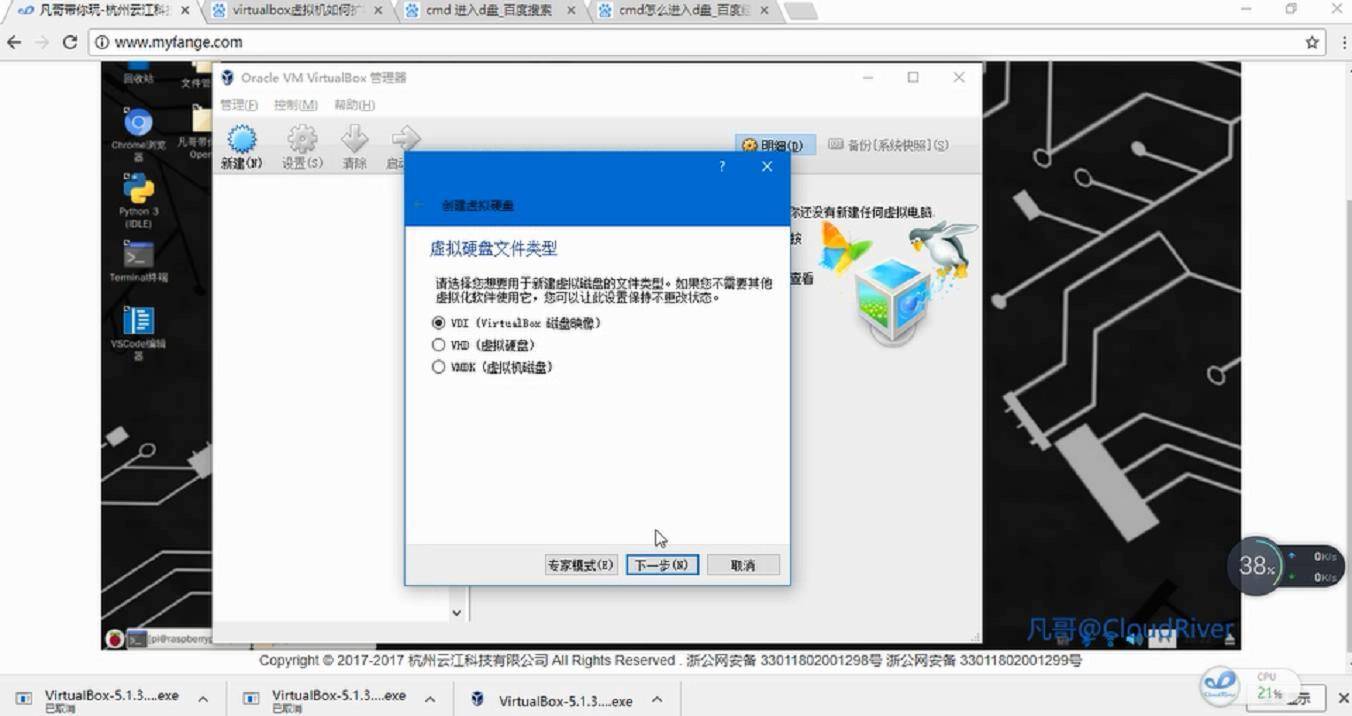 凡哥带你玩-杭州云江科技
virtualbox虚拟机如何扩
cmd 进入d盘_百度搜索
cmd怎么进入d盘_百度经
www.myfange.com
回收站
文件管
Chrome浏览
器
凡哥带你
Open
Python 3
(IDLE)
Terminal终端
VSCode编辑
器
Oracle VM VirtualBox 管理器
管理(F) 控制(M) 帮助(H)
新建(N) 设置(S) 清除 启动
明细(D) 备份[系统快照](S)
你还没有新建任何虚拟电脑.
按
查看
?
创建虚拟硬盘
虚拟硬盘文件类型
请选择您想要用于新建虚拟磁盘的文件类型。如果您不需要其他
虚拟化软件使用它，您可以让此设置保持不更改状态。
VDI (VirtualBox 磁盘映像)
VHD (虚拟硬盘)
VMDK (虚拟机磁盘)
专家模式(E) 下一步(N) 取消
38%
0K/s
0K/s
[pi@raspberryp
凡哥@CloudRiver
Copyright © 2017-2017 杭州云江科技有限公司 All Rights Reserved . 浙公网安备 33011802001298号 浙公网安备 33011802001299号
VirtualBox-5.1.3....exe
已取消
VirtualBox-5.1.3....exe
已取消
VirtualBox-5.1.3....exe
CloudRiver
CPU
21%
示